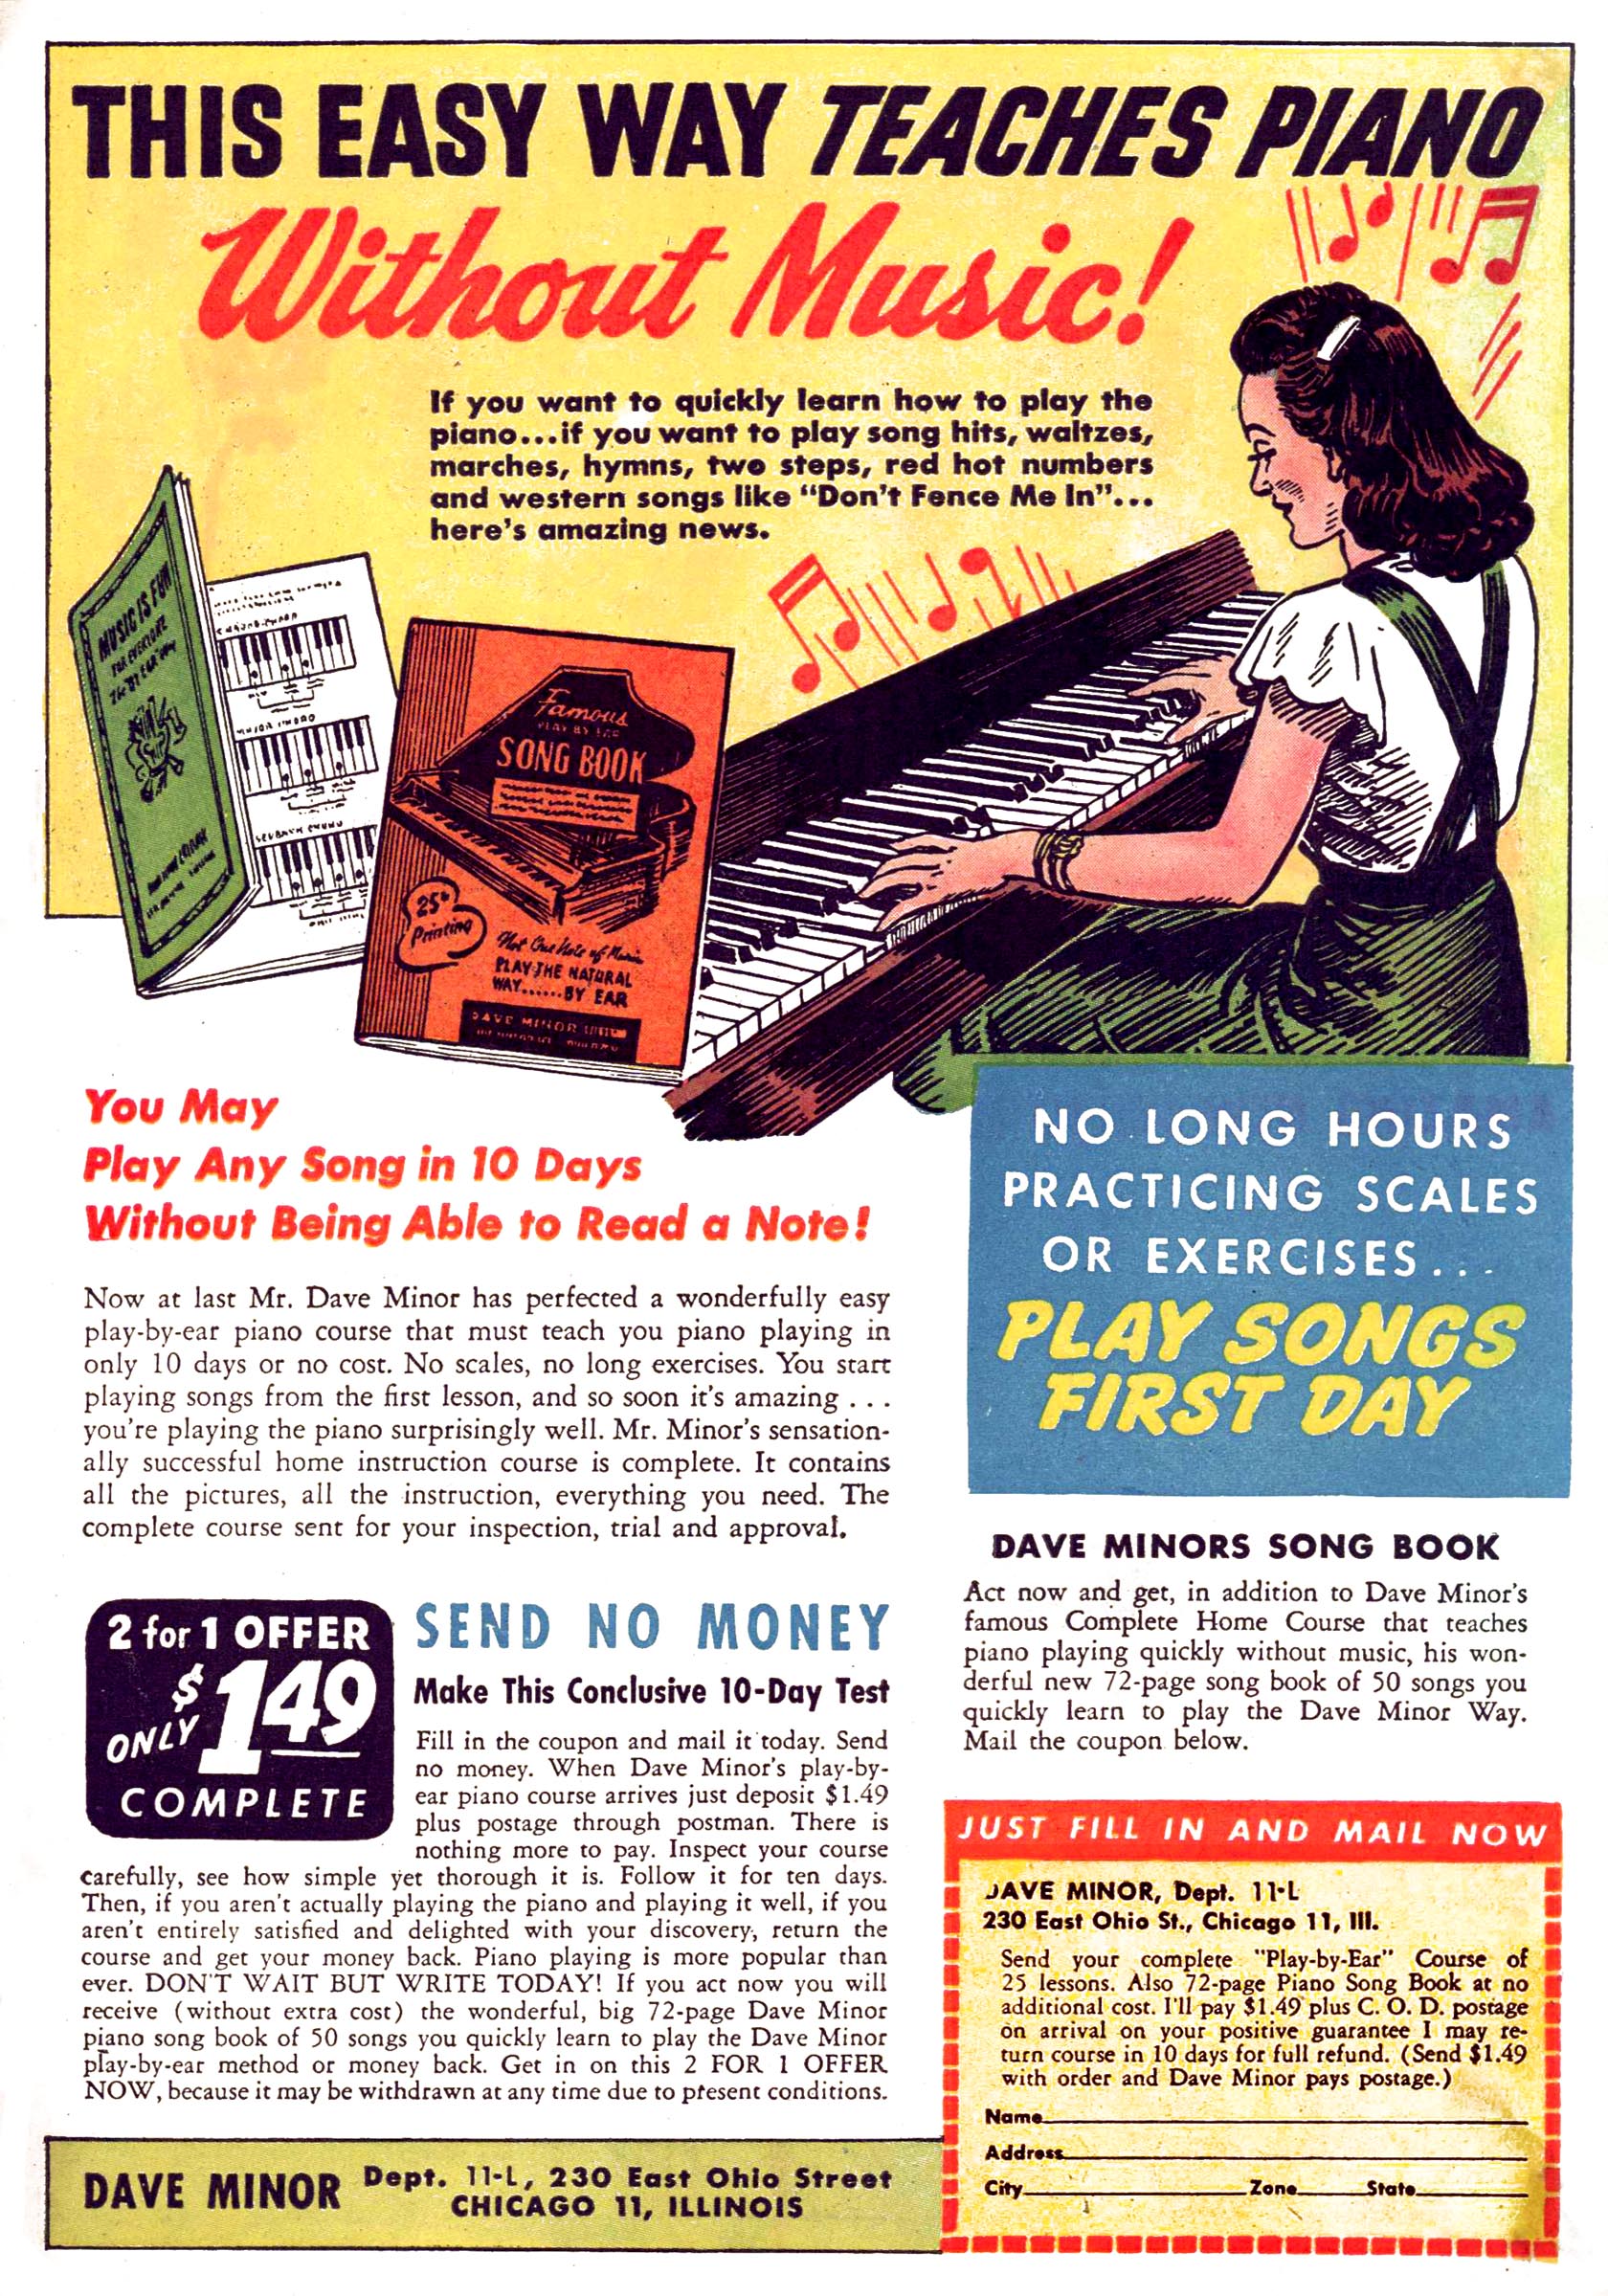 THIS EASY WAY TEACHES PIANO
Without Music!
If you want to quickly learn how to play the
piano...if you want to play song hits, waltzes,
marches, hymns, two steps, red hot numbers
and western songs like "Don't Fence Me In"...
here's amazing news.
MUSIC IS FUN
FOR EVERYONE
MAJOR CHORD
Famous
PLAY BY EAR
SONG BOOK
25¢
Printing
Not One Note of Music
PLAY THE NATURAL
WAY......BY EAR
DAVE MINOR
You May
Play Any Song in 10 Days
Without Being Able to Read a Note!
Now at last Mr. Dave Minor has perfected a wonderfully easy
play-by-ear piano course that must teach you piano playing in
only 10 days or no cost. No scales, no long exercises. You start
playing songs from the first lesson, and so soon it's amazing . . .
you're playing the piano surprisingly well. Mr. Minor's sensation-
ally successful home instruction course is complete. It contains
all the pictures, all the instruction, everything you need. The
complete course sent for your inspection, trial and approval.
2 for 1 OFFER
ONLY $1.49
COMPLETE
SEND NO MONEY
Make This Conclusive 10-Day Test
Fill in the coupon and mail it today. Send
no money. When Dave Minor's play-by-
ear piano course arrives just deposit $1.49
plus postage through postman. There is
nothing more to pay. Inspect your course
carefully, see how simple yet thorough it is. Follow it for ten days.
Then, if you aren't actually playing the piano and playing it well, if you
aren't entirely satisfied and delighted with your discovery, return the
course and get your money back. Piano playing is more popular than
ever. DON'T WAIT BUT WRITE TODAY! If you act now you will
receive (without extra cost) the wonderful, big 72-page Dave Minor
piano song book of 50 songs you quickly learn to play the Dave Minor
play-by-ear method or money back. Get in on this 2 FOR 1 OFFER
NOW, because it may be withdrawn at any time due to present conditions.
DAVE MINOR Dept. 11-L, 230 East Ohio Street
CHICAGO 11, ILLINOIS
NO LONG HOURS
PRACTICING SCALES
OR EXERCISES...
PLAY SONGS
FIRST DAY
DAVE MINORS SONG BOOK
Act now and get, in addition to Dave Minor's
famous Complete Home Course that teaches
piano playing quickly without music, his won-
derful new 72-page song book of 50 songs you
quickly learn to play the Dave Minor Way.
Mail the coupon below.
JUST FILL IN AND MAIL NOW
DAVE MINOR, Dept. 11-L
230 East Ohio St., Chicago 11, Ill.
Send your complete "Play-by-Ear" Course of
25 lessons. Also 72-page Piano Song Book at no
additional cost. I'll pay $1.49 plus C. O. D. postage
on arrival on your positive guarantee I may re-
turn course in 10 days for full refund. (Send $1.49
with order and Dave Minor pays postage.)
Name
Address
City Zone State